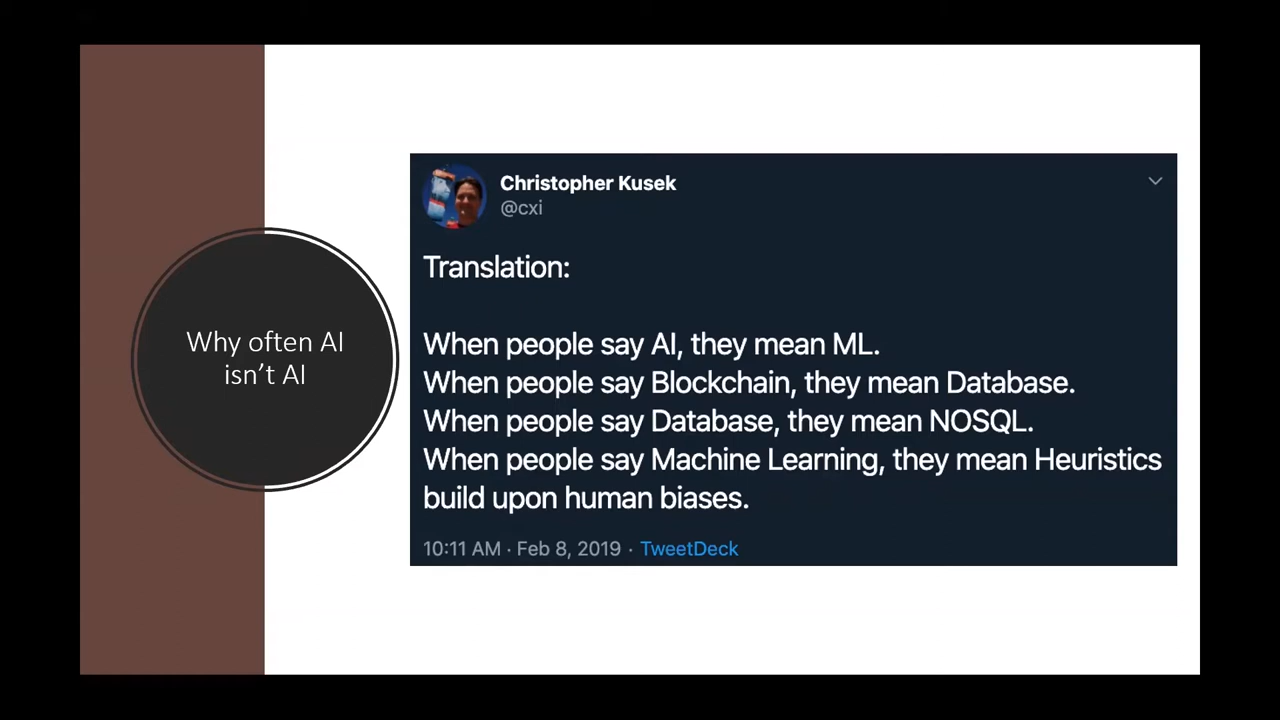 Why often AI
isn’t AI
Christopher Kusek
@cxi
Translation:
When people say AI, they mean ML.
When people say Blockchain, they mean Database.
When people say Database, they mean NOSQL.
When people say Machine Learning, they mean Heuristics
build upon human biases.
10:11 AM · Feb 8, 2019 · TweetDeck